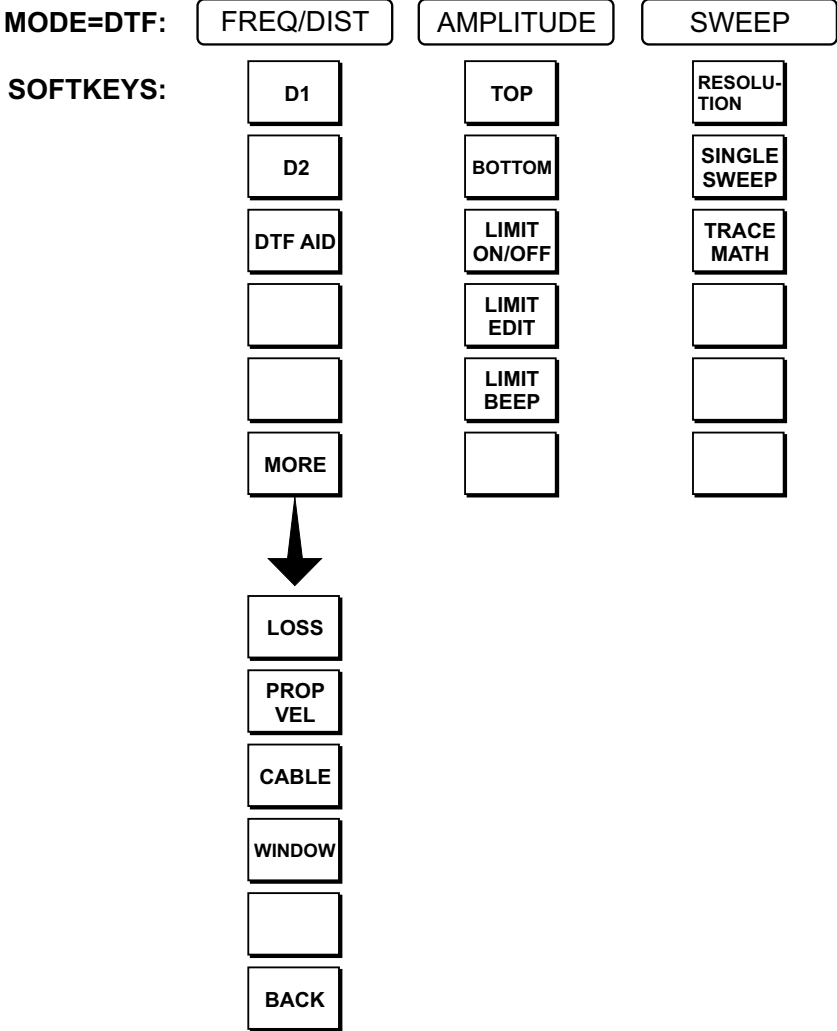 MODE=DTF:
FREQ/DIST
AMPLITUDE
SWEEP
SOFTKEYS:
D1
D2
DTF AID
MORE
LOSS
PROP
VEL
CABLE
WINDOW
BACK
TOP
BOTTOM
LIMIT
ON/OFF
LIMIT
EDIT
LIMIT
BEEP
RESOLU-
TION
SINGLE
SWEEP
TRACE
MATH